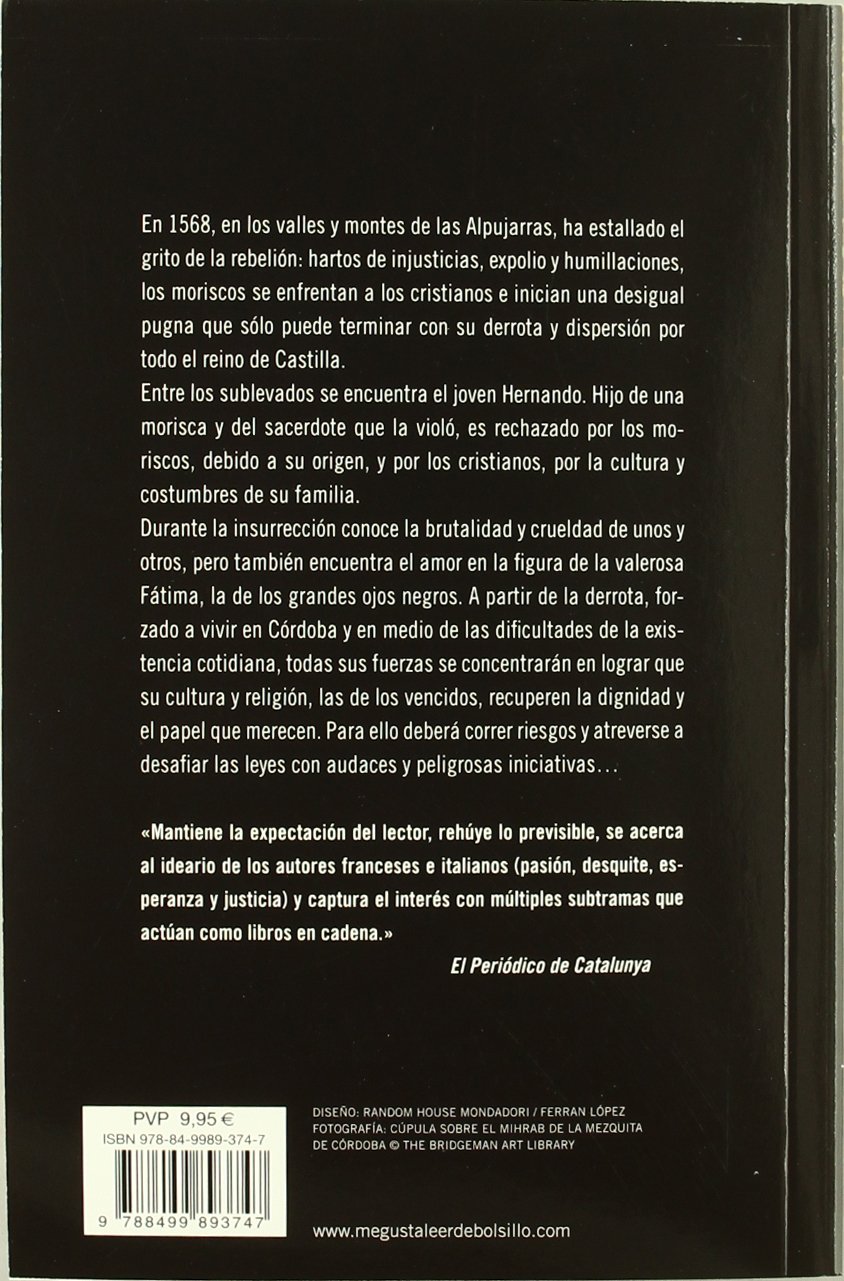 En 1568, en los valles y montes de las Alpujarras, ha estallado el
grito de la rebelión: hartos de injusticias, expolio y humillaciones,
los moriscos se enfrentan a los cristianos e inician una desigual
pugna que sólo puede terminar con su derrota y dispersión por
todo el reino de Castilla.
Entre los sublevados se encuentra el joven Hernando. Hijo de una
morisca y del sacerdote que la violó, es rechazado por los mo-
riscos, debido a su origen, y por los cristianos, por la cultura y
costumbres de su familia.
Durante la insurrección conoce la brutalidad y crueldad de unos y
otros, pero también encuentra el amor en la figura de la valerosa
Fátima, la de los grandes ojos negros. A partir de la derrota, for-
zado a vivir en Córdoba y en medio de las dificultades de la exis-
tencia cotidiana, todas sus fuerzas se concentrarán en lograr que
su cultura y religión, las de los vencidos, recuperen la dignidad y
el papel que merecen. Para ello deberá correr riesgos y atreverse a
desafiar las leyes con audaces y peligrosas iniciativas...
«Mantiene la expectación del lector, rehúye lo previsible, se acerca
al ideario de los autores franceses e italianos (pasión, desquite, es-
peranza y justicia) y captura el interés con múltiples subtramas que
actúan como libros en cadena.»
El Periódico de Catalunya
PVP 9,95 €
ISBN 978-84-9989-374-7
9 788499 893747
DISEÑO: RANDOM HOUSE MONDADORI / FERRAN LÓPEZ
FOTOGRAFÍA: CÚPULA SOBRE EL MIHRAB DE LA MEZQUITA
DE CÓRDOBA © THE BRIDGEMAN ART LIBRARY
www.megustaleerdebolsillo.com